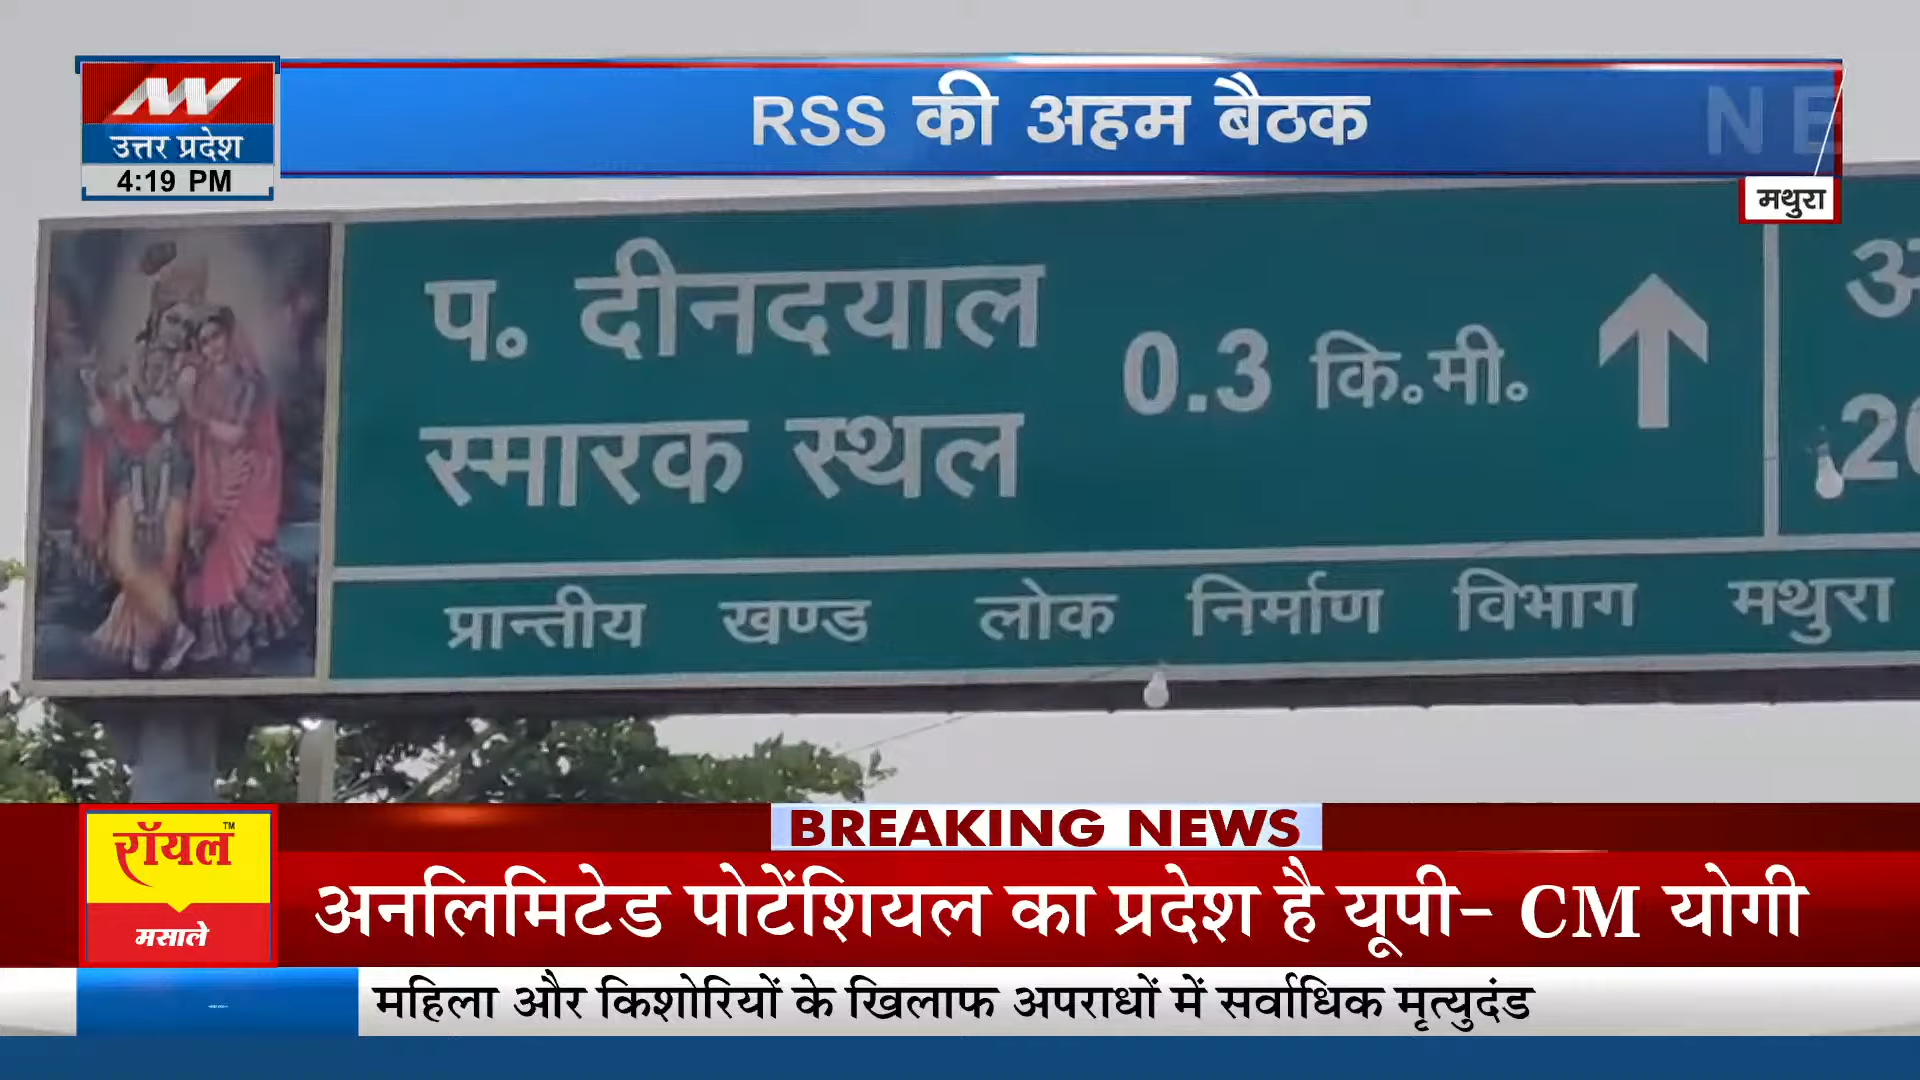 RSS की अहम बैठक
उत्तर प्रदेश
4:19 PM
मथुरा
प. दीनदयाल
स्मारक स्थल
0.3 कि.मी.
प्रान्तीय खण्ड लोक निर्माण विभाग मथुरा
BREAKING NEWS
रॉयल™
मसाले
अनलिमिटेड पोटेंशियल का प्रदेश है यूपी- CM योगी
महिला और किशोरियों के खिलाफ अपराधों में सर्वाधिक मृत्युदंड